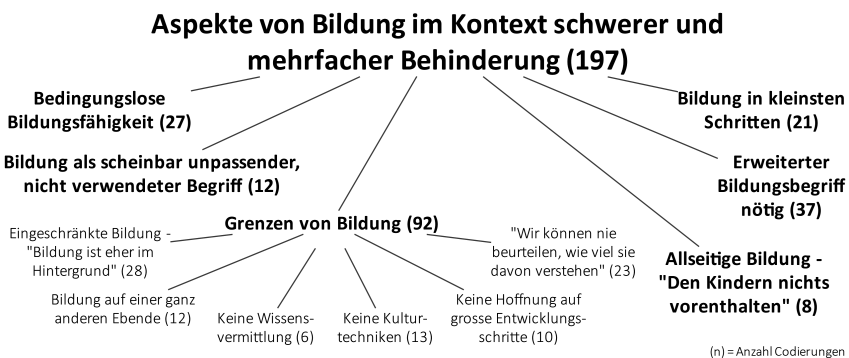 Aspekte von Bildung im Kontext schwerer und
mehrfacher Behinderung (197)
Bedingungslose
Bildungsfähigkeit (27)
Bildung in kleinsten
Schritten (21)
Bildung als scheinbar unpassender,
nicht verwendeter Begriff (12)
Erweiterter
Bildungsbegriff
nötig (37)
Grenzen von Bildung (92)
Eingeschränkte Bildung -
"Bildung ist eher im
Hintergrund" (28)
"Wir können nie
beurteilen, wie viel sie
davon verstehen" (23)
Allseitige Bildung -
"Den Kindern nichts
vorenthalten" (8)
Bildung auf einer ganz
anderen Ebende (12)
Keine Wissens-
vermittlung (6)
Keine Kultur-
techniken (13)
Keine Hoffnung auf
grosse Entwicklungs-
schritte (10)
(n) = Anzahl Codierungen